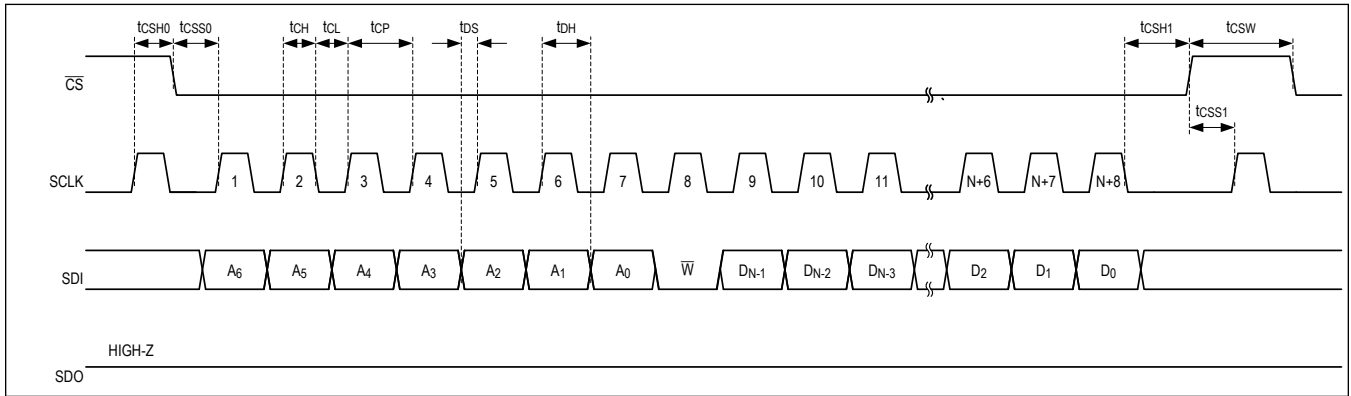 tCSH0 tCSS0 tCH tCL tCP tDS tDH tCSH1 tCSW
CS
tCSS1
SCLK 1 2 3 4 5 6 7 8 9 10 11 N+6 N+7 N+8
SDI A6 A5 A4 A3 A2 A1 A0 W DN-1 DN-2 DN-3 D2 D1 D0
HIGH-Z
SDO